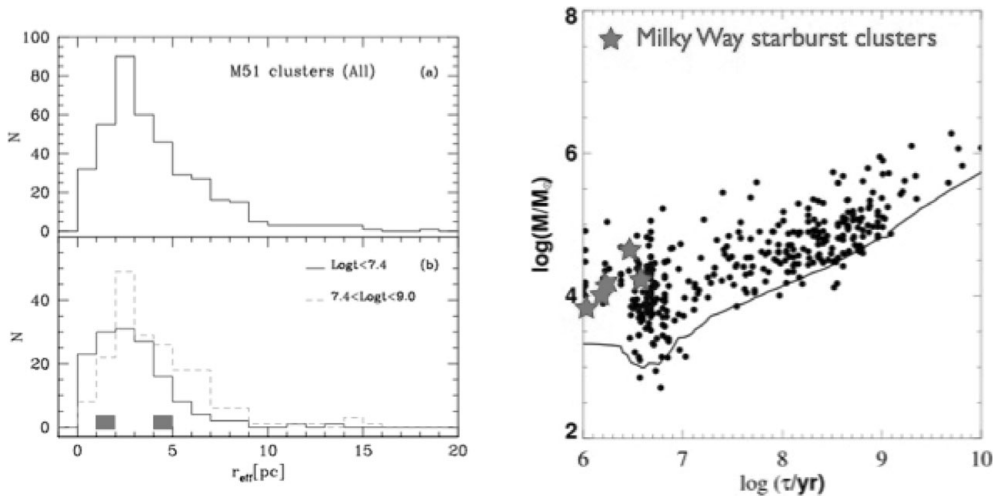 M51 clusters (All)
(a)
100
80
60
40
20
0
N
(b)
Logt<7.4
7.4<Logt<9.0
40
20
0
N
0
5
10
15
20
r_eff[pc]
Milky Way starburst clusters
8
6
4
2
log(M/M☉)
6
7
8
9
10
log (τ/yr)